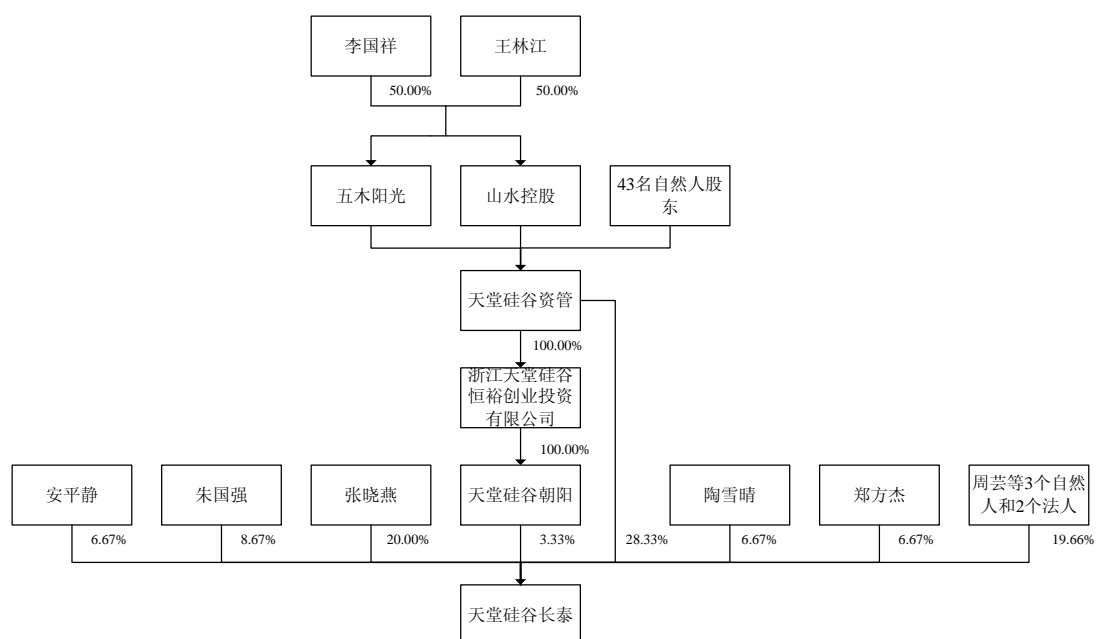 李国祥
王林江
50.00%
50.00%
五木阳光
山水控股
43名自然人股
东
天堂硅谷资管
100.00%
浙江天堂硅谷
恒裕创业投资
有限公司
100.00%
安平静
朱国强
张晓燕
天堂硅谷朝阳
陶雪晴
郑方杰
周芸等3个自然
人和2个法人
6.67%
8.67%
20.00%
3.33%
28.33%
6.67%
6.67%
19.66%
天堂硅谷长泰